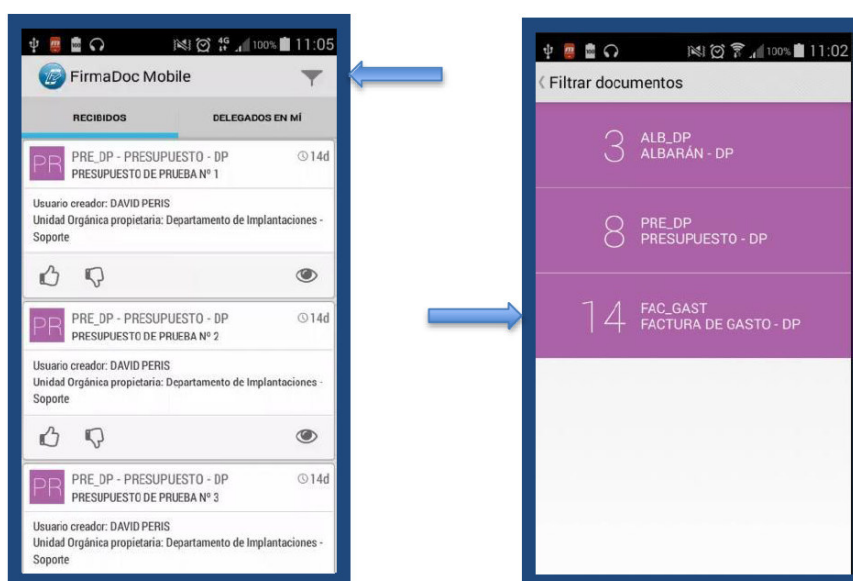 4G 100% 11:05
FirmaDoc Mobile
RECIBIDOS DELEGADOS EN MÍ
PR PRE_DP - PRESUPUESTO - DP 14d
PRESUPUESTO DE PRUEBA Nº 1
Usuario creador: DAVID PERIS
Unidad Orgánica propietaria: Departamento de Implantaciones -
Soporte
PR PRE_DP - PRESUPUESTO - DP 14d
PRESUPUESTO DE PRUEBA Nº 2
Usuario creador: DAVID PERIS
Unidad Orgánica propietaria: Departamento de Implantaciones -
Soporte
PR PRE_DP - PRESUPUESTO - DP 14d
PRESUPUESTO DE PRUEBA Nº 3
Usuario creador: DAVID PERIS
Unidad Orgánica propietaria: Departamento de Implantaciones -
Soporte
100% 11:02
Filtrar documentos
3 ALB_DP
ALBARÁN - DP
8 PRE_DP
PRESUPUESTO - DP
14 FAC_GAST
FACTURA DE GASTO - DP